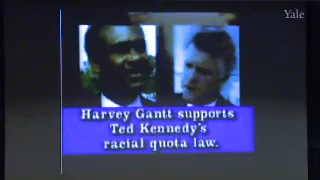 Yale
Harvey Gantt supports
Ted Kennedy's
racial quota law.